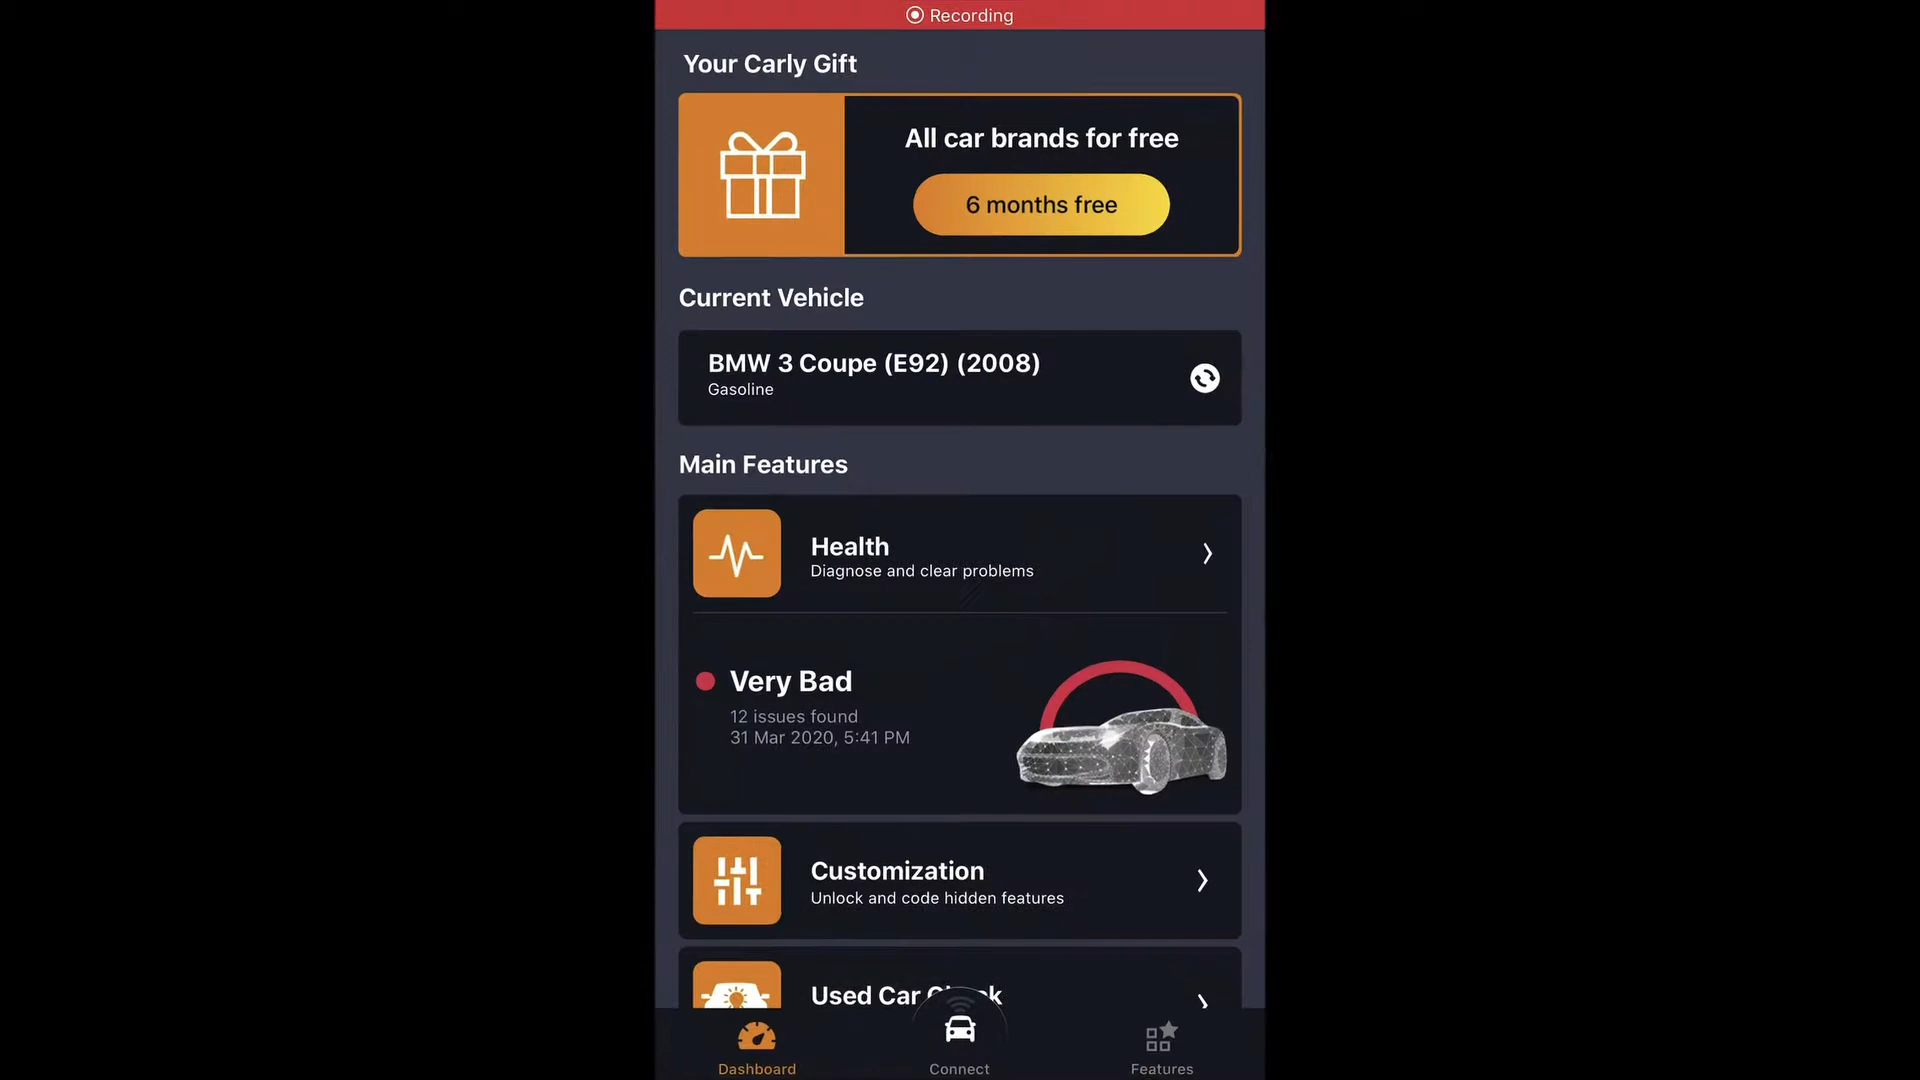 Recording
Your Carly Gift
All car brands for free
6 months free
Current Vehicle
BMW 3 Coupe (E92) (2008)
Gasoline
Main Features
Health
Diagnose and clear problems
Very Bad
12 issues found
31 Mar 2020, 5:41 PM
Customization
Unlock and code hidden features
Used Car Check
Dashboard
Connect
Features